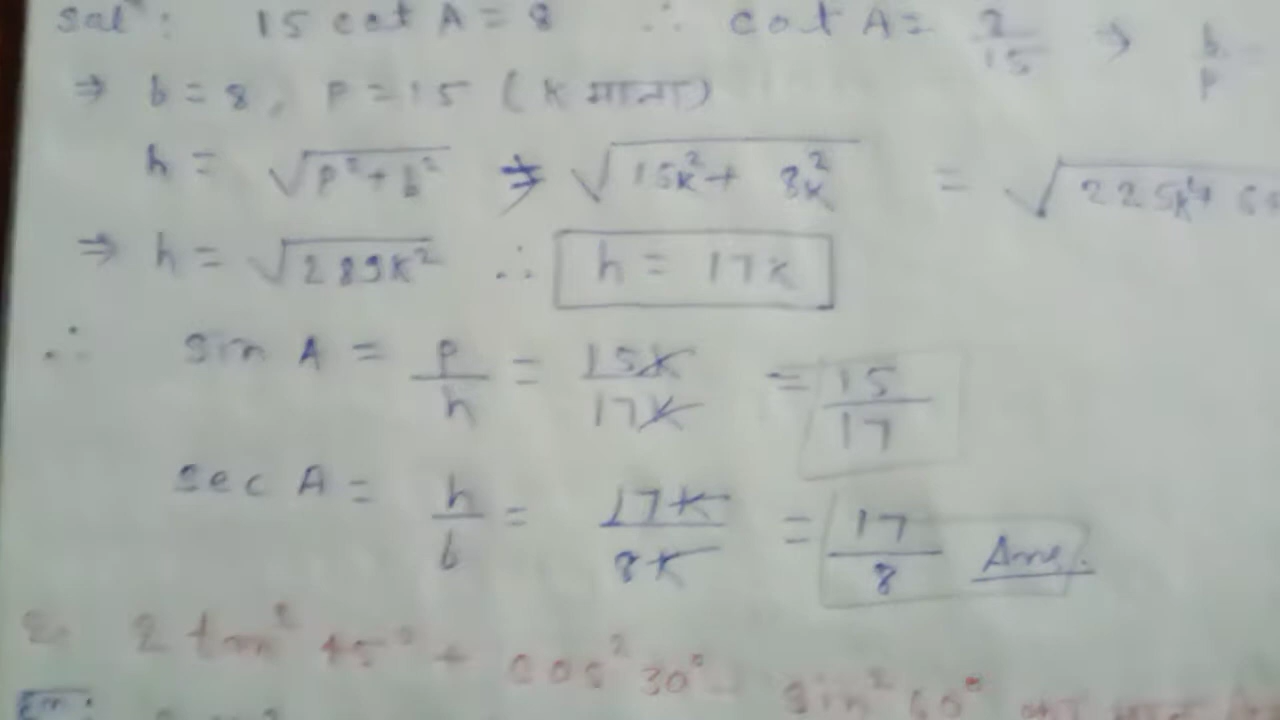 Sol^n: 15 cot A = 8 ∴ cot A = 8/15 ⇒ b/p =
⇒ b = 8, P = 15 (K माना)
h = √(p²+b²) ⇒ √(15k² + 8k²) = √(225k²+
⇒ h = √(289k²) ∴ h = 17k
∴ sin A = p/h = 15k/17k = 15/17
sec A = h/b = 17k/8k = 17/8 Ans.
2. 2 tan² 45° + cos² 30° - sin² 60° का मान